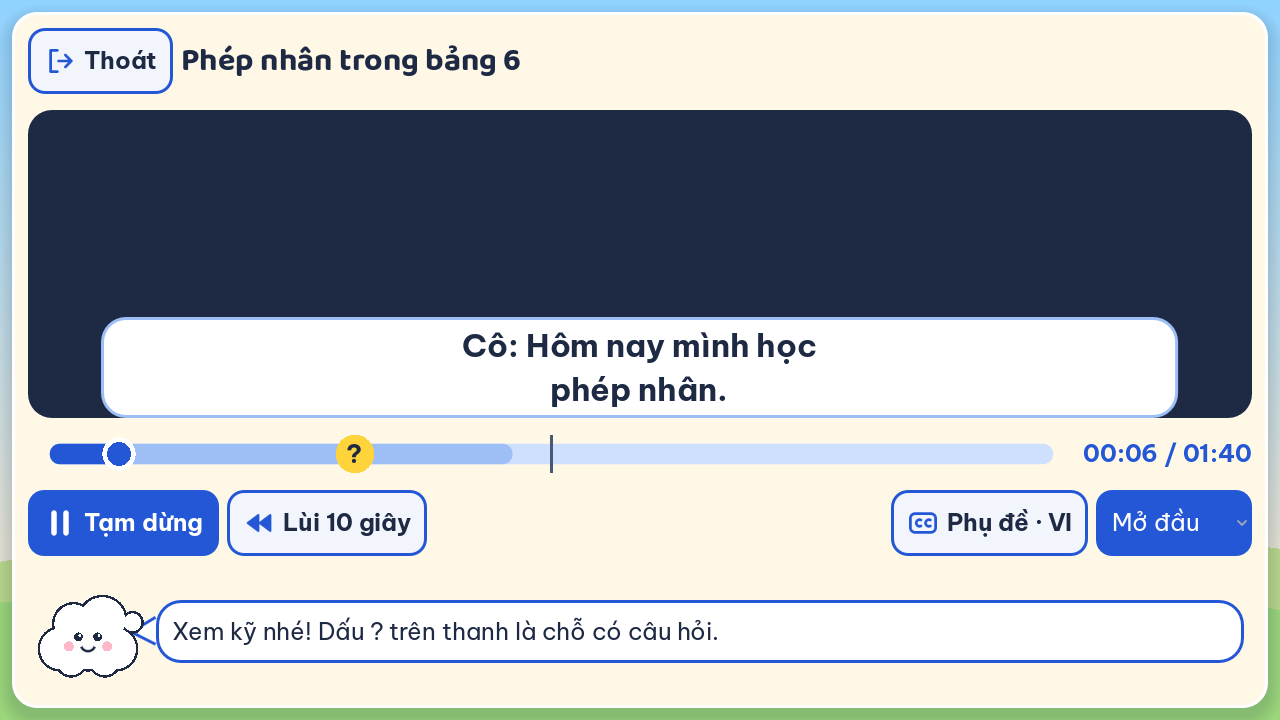 Thoát
Phép nhân trong bảng 6
Cô: Hôm nay mình học
phép nhân.
?
00:06 / 01:40
Tạm dừng
Lùi 10 giây
CC
Phụ đề · VI
Mở đầu
Xem kỹ nhé! Dấu ? trên thanh là chỗ có câu hỏi.